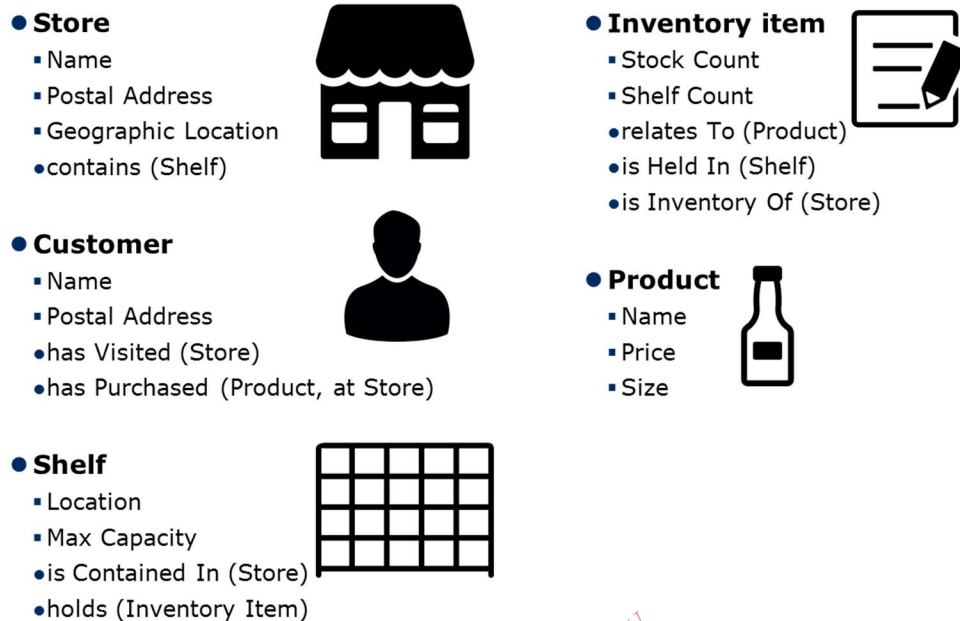 Store
Name
Postal Address
Geographic Location
contains (Shelf)
Customer
Name
Postal Address
has Visited (Store)
has Purchased (Product, at Store)
Shelf
Location
Max Capacity
is Contained In (Store)
holds (Inventory Item)
Inventory item
Stock Count
Shelf Count
relates To (Product)
is Held In (Shelf)
is Inventory Of (Store)
Product
Name
Price
Size